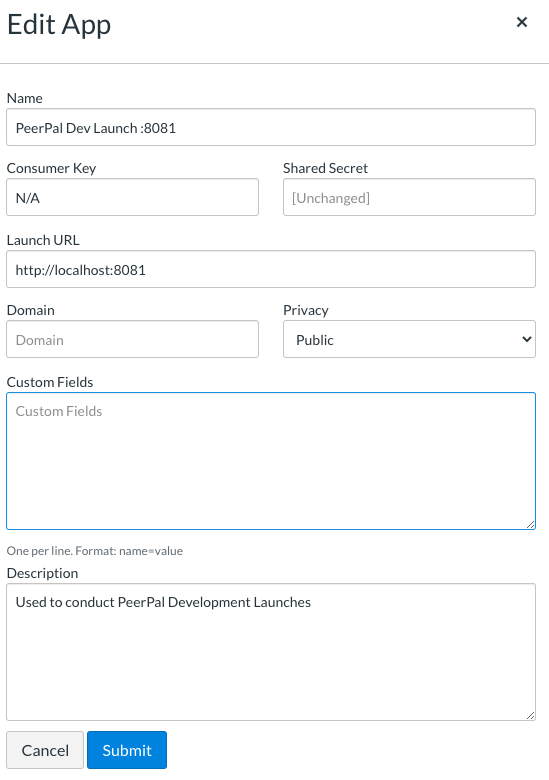 Edit App
×
Name
PeerPal Dev Launch :8081
Consumer Key
Shared Secret
N/A
[Unchanged]
Launch URL
http://localhost:8081
Domain
Privacy
Domain
Public
Custom Fields
Custom Fields
One per line. Format: name=value
Description
Used to conduct PeerPal Development Launches
Cancel
Submit